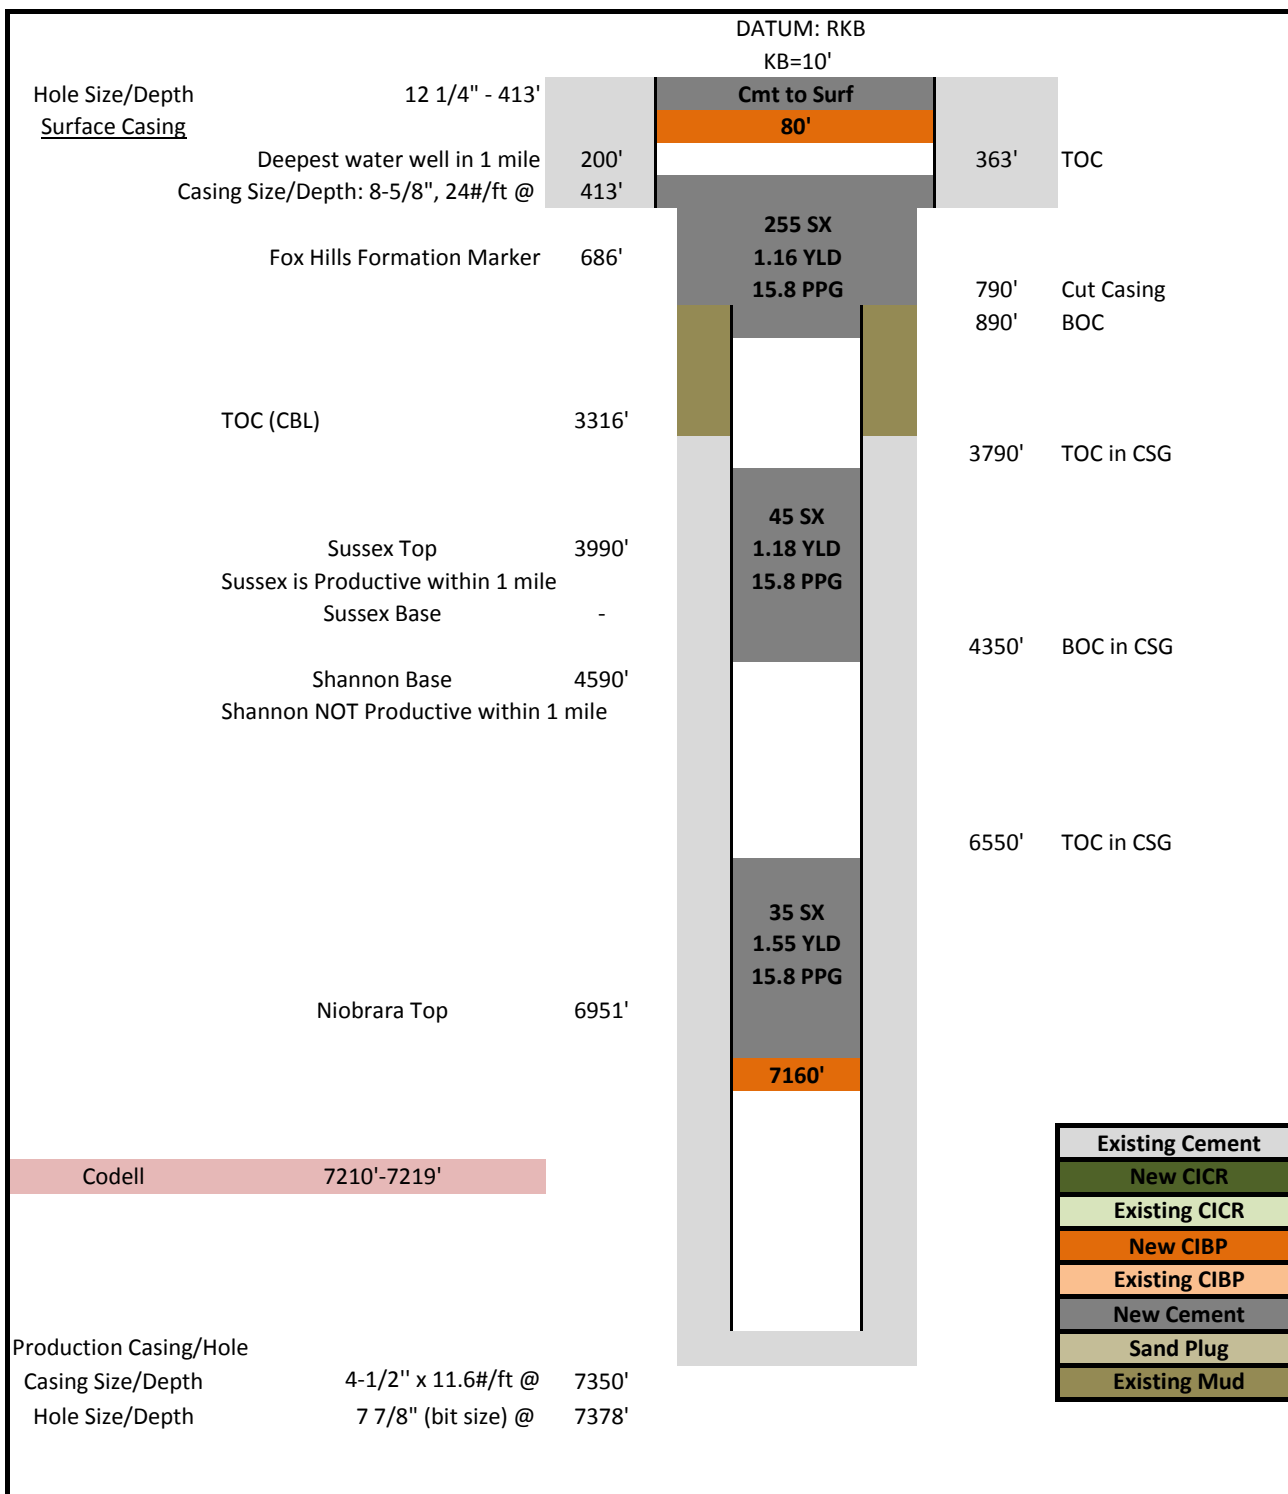 DATUM: RKB
KB=10'
Hole Size/Depth 12 1/4" - 413' Cmt to Surf
Surface Casing 80'
Deepest water well in 1 mile 200' 363' TOC
Casing Size/Depth: 8-5/8", 24#/ft @ 413'
255 SX
Fox Hills Formation Marker 686' 1.16 YLD
15.8 PPG 790' Cut Casing
890' BOC
TOC (CBL) 3316'
3790' TOC in CSG
45 SX
Sussex Top 3990' 1.18 YLD
Sussex is Productive within 1 mile 15.8 PPG
Sussex Base -
4350' BOC in CSG
Shannon Base 4590'
Shannon NOT Productive within 1 mile
6550' TOC in CSG
35 SX
1.55 YLD
15.8 PPG
Niobrara Top 6951'
7160'
Existing Cement
Codell 7210'-7219' New CICR
Existing CICR
New CIBP
Existing CIBP
New Cement
Production Casing/Hole Sand Plug
Casing Size/Depth 4-1/2'' x 11.6#/ft @ 7350' Existing Mud
Hole Size/Depth 7 7/8" (bit size) @ 7378'